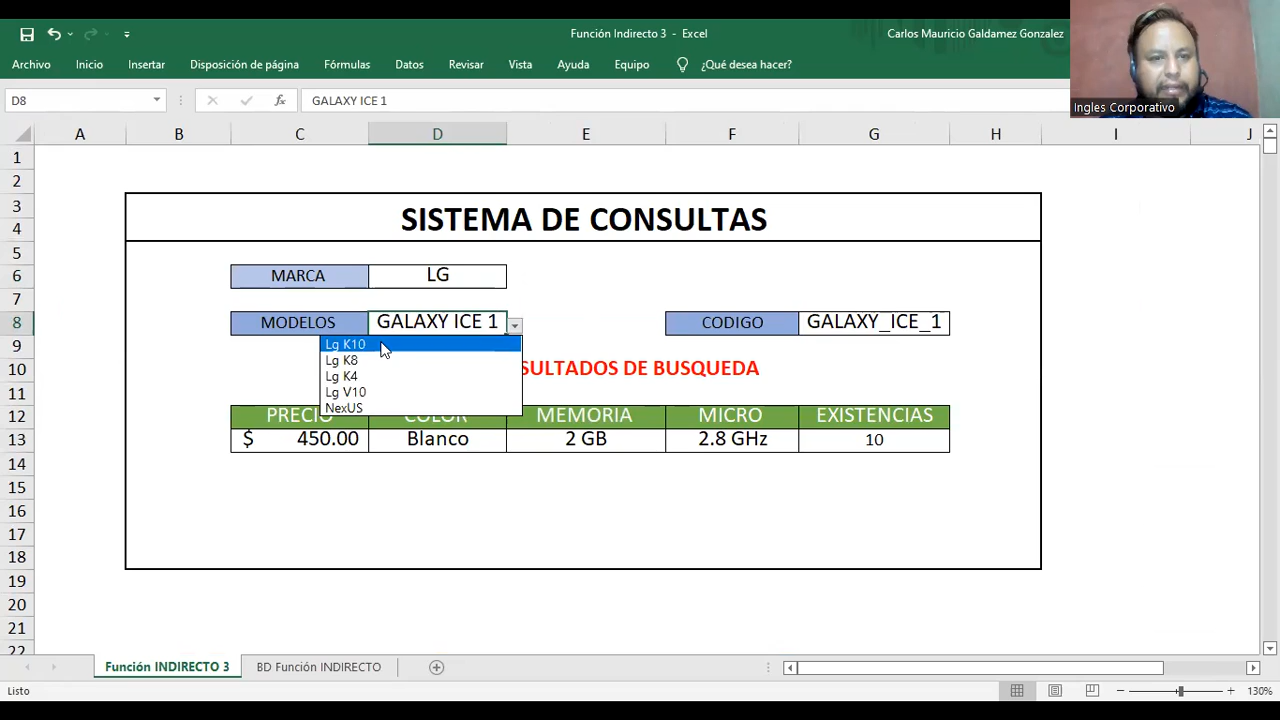 Función Indirecto 3 - Excel
Carlos Mauricio Galdamez Gonzalez
Archivo Inicio Insertar Disposición de página Fórmulas Datos Revisar Vista Ayuda Equipo ¿Qué desea hacer?
Ingles Corporativo
D8 fx GALAXY ICE 1
A B C D E F G H I J
1
2
3
SISTEMA DE CONSULTAS
4
5
6 MARCA LG
7
8 MODELOS GALAXY ICE 1 CODIGO GALAXY_ICE_1
9
Lg K10
Lg K8
Lg K4
Lg V10
NexUS
10 SULTADOS DE BUSQUEDA
11
12 PRECIO COLOR MEMORIA MICRO EXISTENCIAS
13 $ 450.00 Blanco 2 GB 2.8 GHz 10
14
15
16
17
18
19
20
21
22
Función INDIRECTO 3 BD Función INDIRECTO
Listo 130%